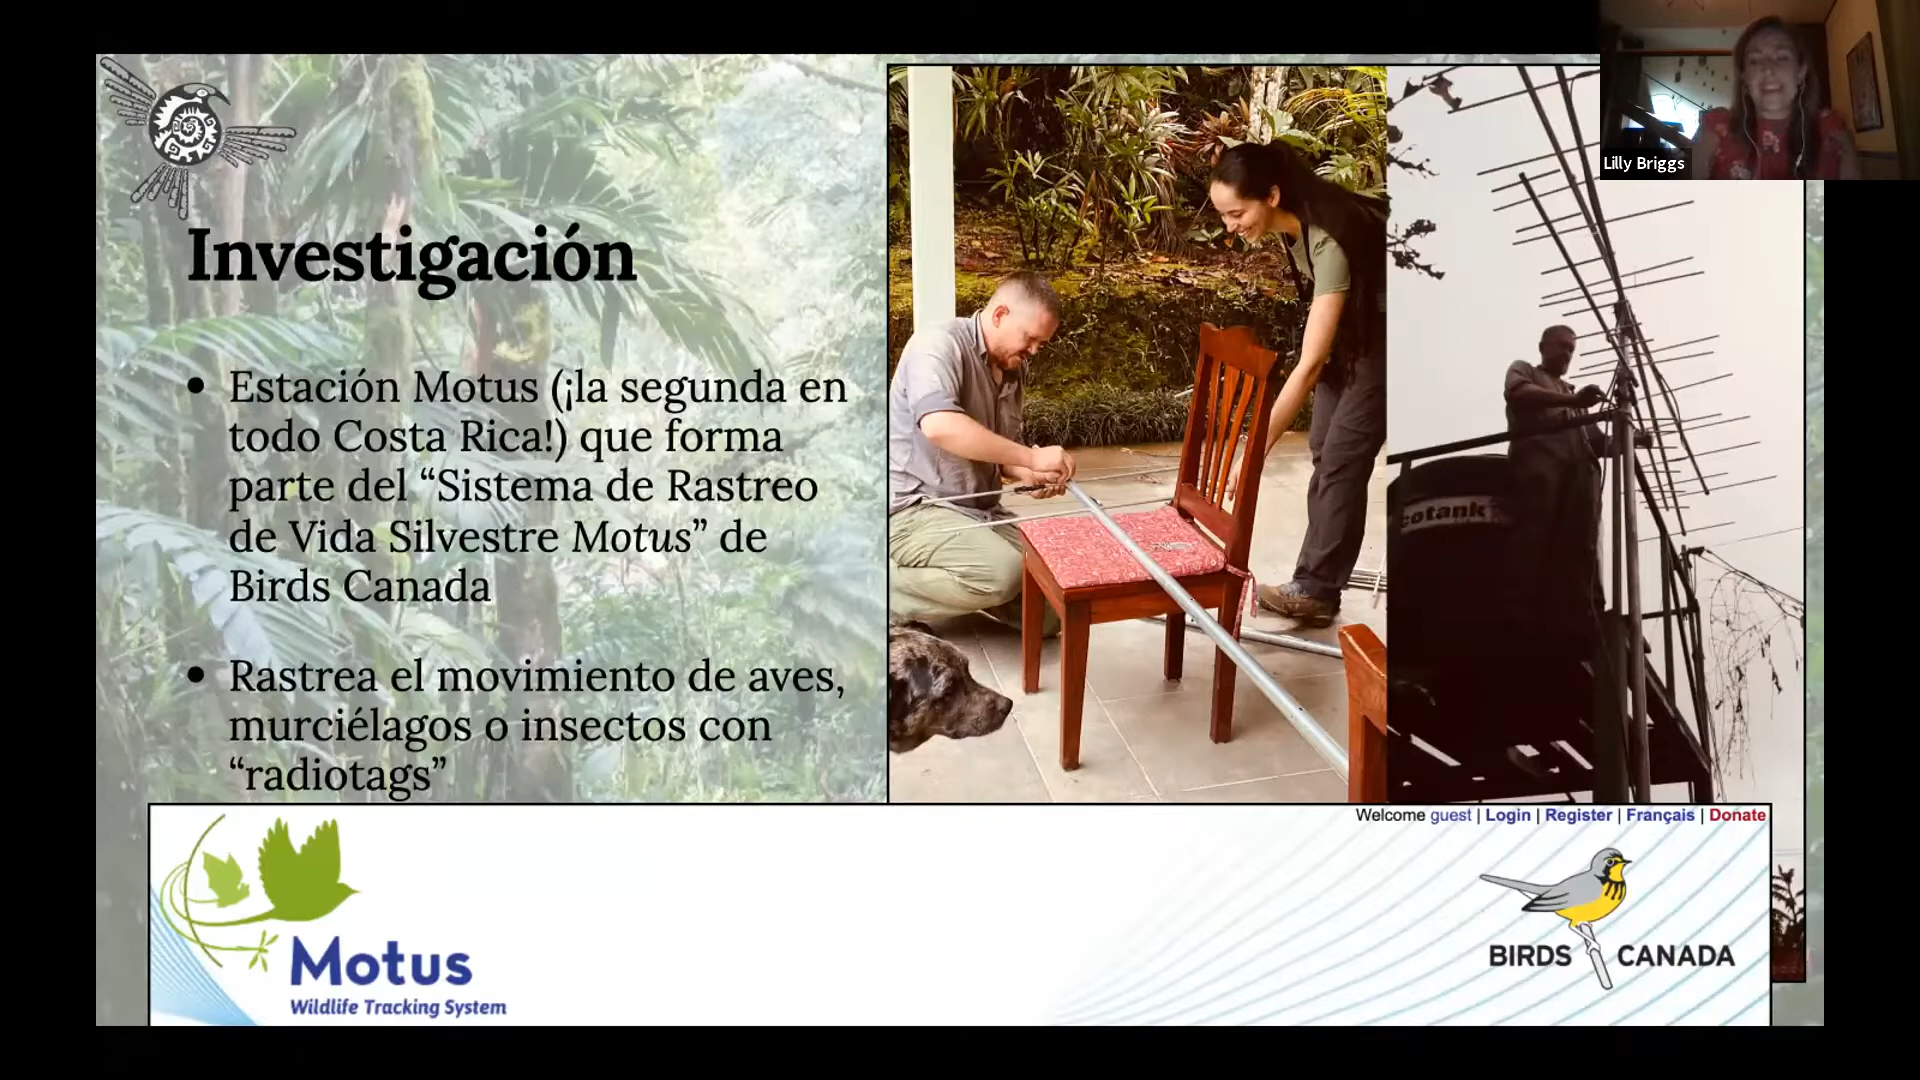 Lilly Briggs
Investigación
• Estación Motus (¡la segunda en
todo Costa Rica!) que forma
parte del “Sistema de Rastreo
de Vida Silvestre Motus” de
Birds Canada
• Rastrea el movimiento de aves,
murciélagos o insectos con
“radiotags”
cotank
Welcome guest | Login | Register | Français | Donate
Motus
Wildlife Tracking System
BIRDS CANADA